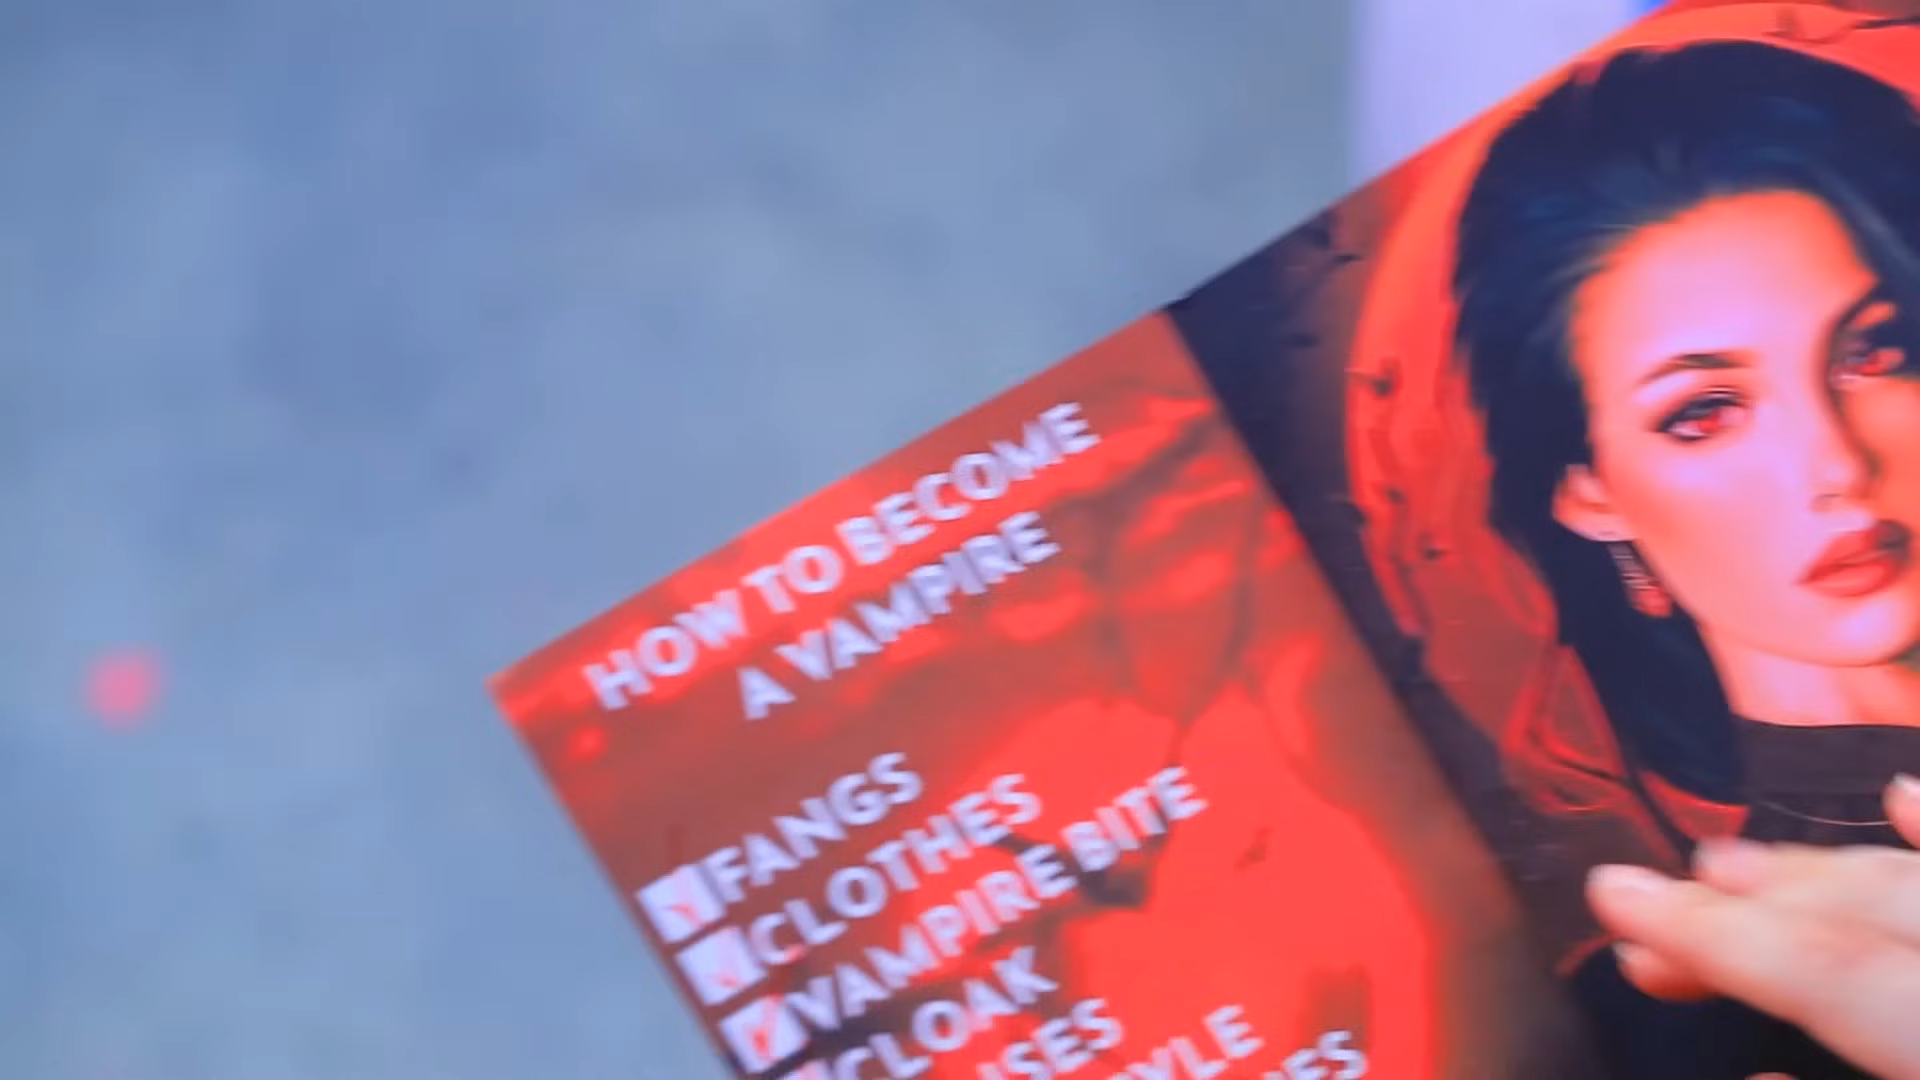 HOW TO BECOME
A VAMPIRE
FANGS
CLOTHES
VAMPIRE BITE
CLOAK